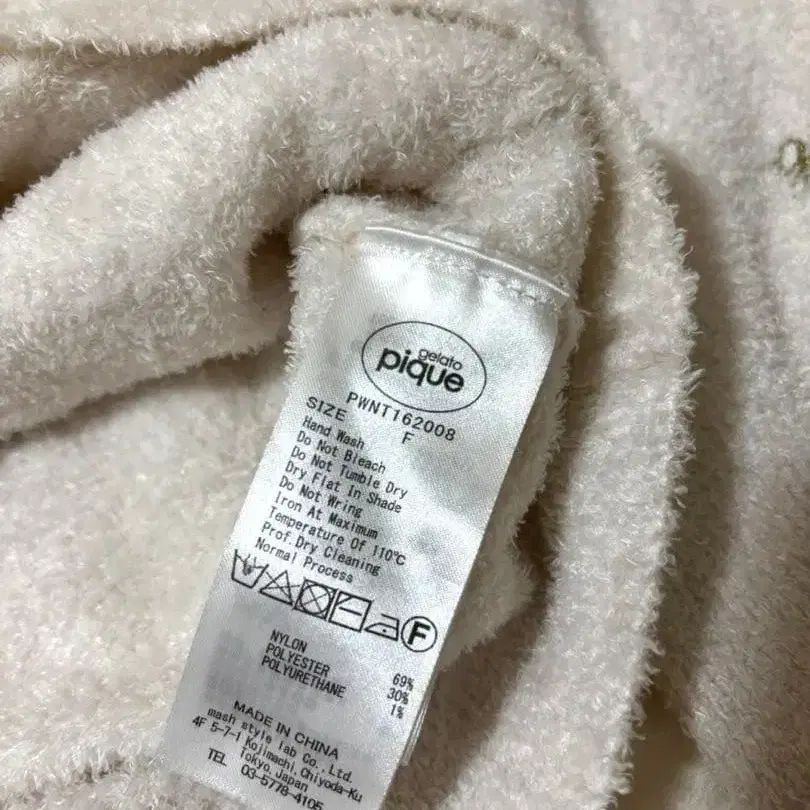 gelato
pique
PWNT162008
SIZE F
Hand Wash
Do Not Bleach
Do Not Tumble Dry
Dry Flat In Shade
Do Not Wring
Iron At Maximum
Temperature Of 110℃
Prof. Dry Cleaning
Normal Process
F
NYLON 69%
POLYESTER 30%
POLYURETHANE 1%
MADE IN CHINA
mash style lab Co., Ltd.
4F 5-7-1 Kojimachi, Chiyoda-Ku
Tokyo, Japan
TEL 03-5778-4105